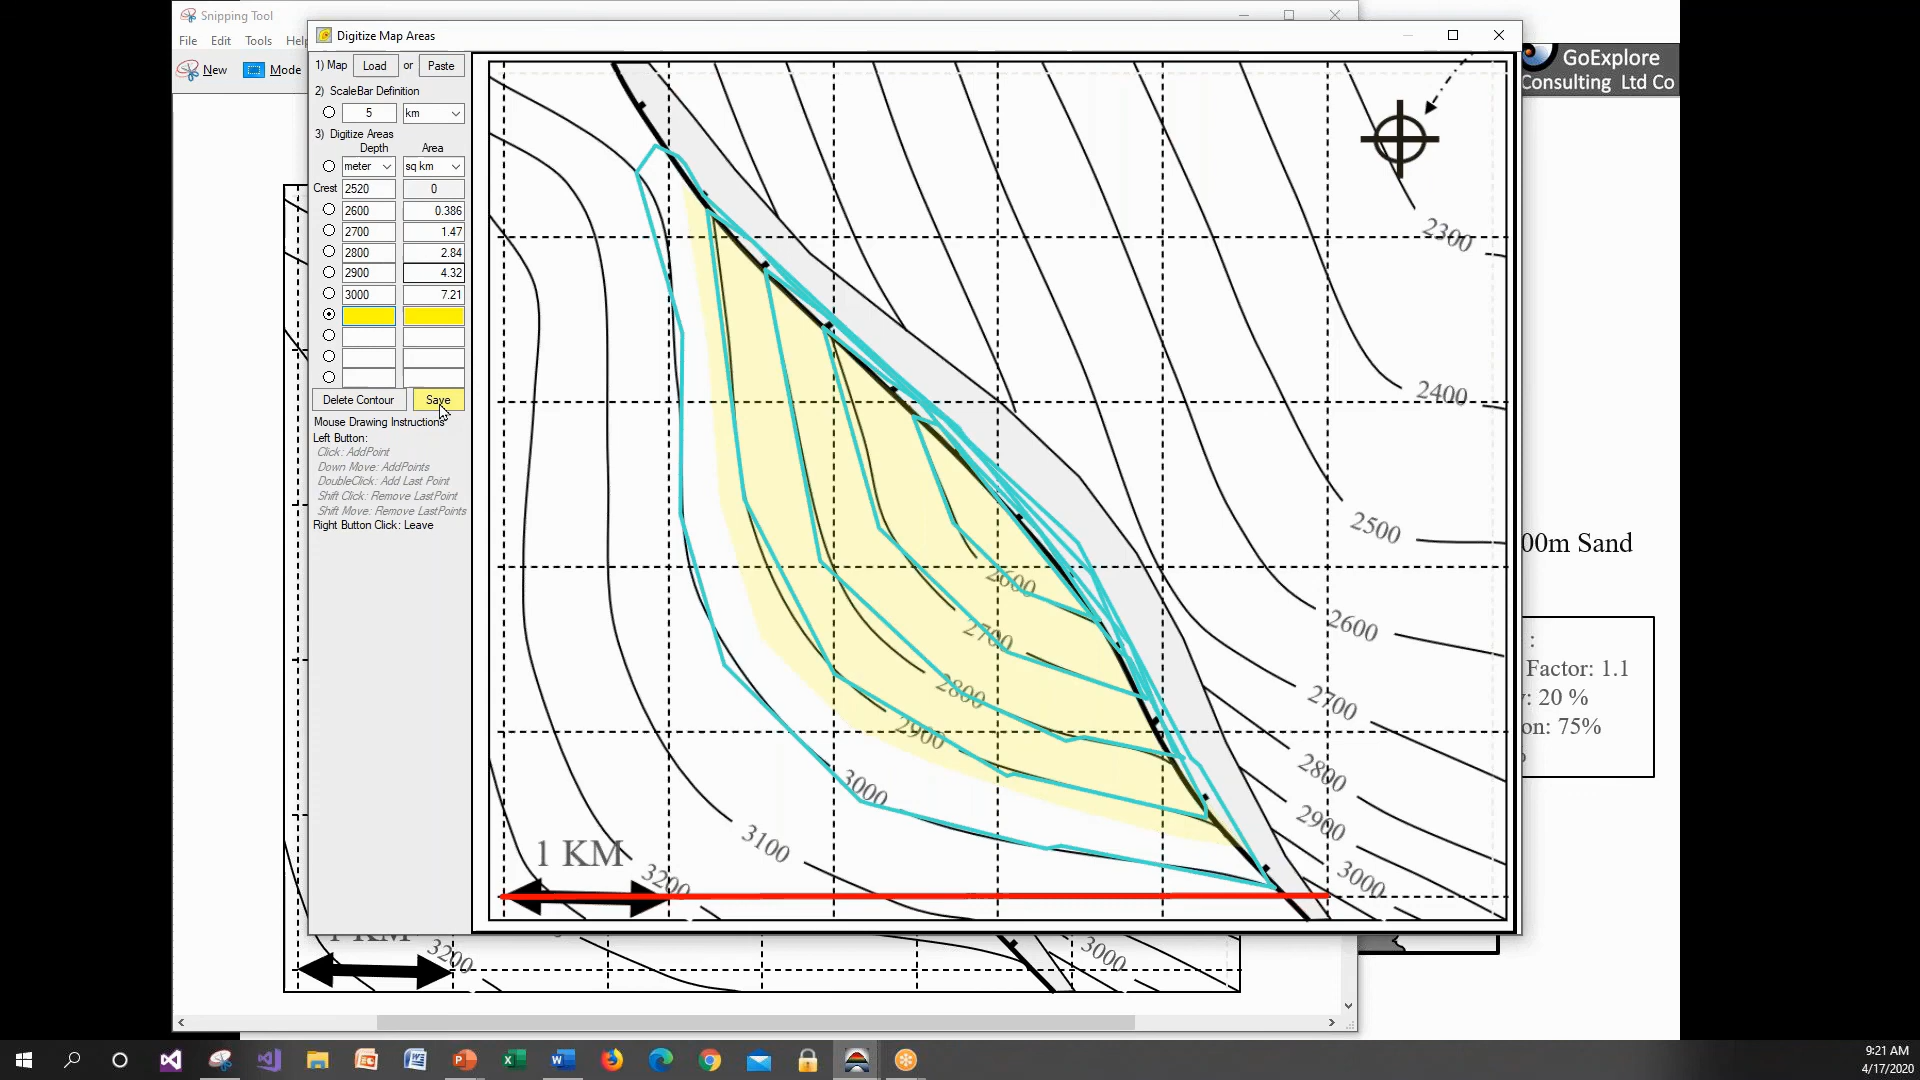 Snipping Tool
File Edit Tools Help
New Mode
Digitize Map Areas
1) Map Load or Paste
2) ScaleBar Definition
5 km
3) Digitize Areas
Depth Area
meter sq km
Crest 2520 0
2600 0.386
2700 1.47
2800 2.84
2900 4.32
3000 7.21
Delete Contour Save
Mouse Drawing Instructions
Left Button:
Click: AddPoint
Down Move: AddPoints
DoubleClick: Add Last Point
Shift Click: Remove LastPoint
Shift Move: Remove LastPoints
Right Button Click: Leave
GoExplore
Consulting Ltd Co
2300
2400
2500
2600
2600
2700
2700
2800
2800
2900
2900
3000
3000
3100
3200
1 KM
00m Sand
:
Factor: 1.1
: 20 %
on: 75%
1 KM
3200
3000
9:21 AM
4/17/2020